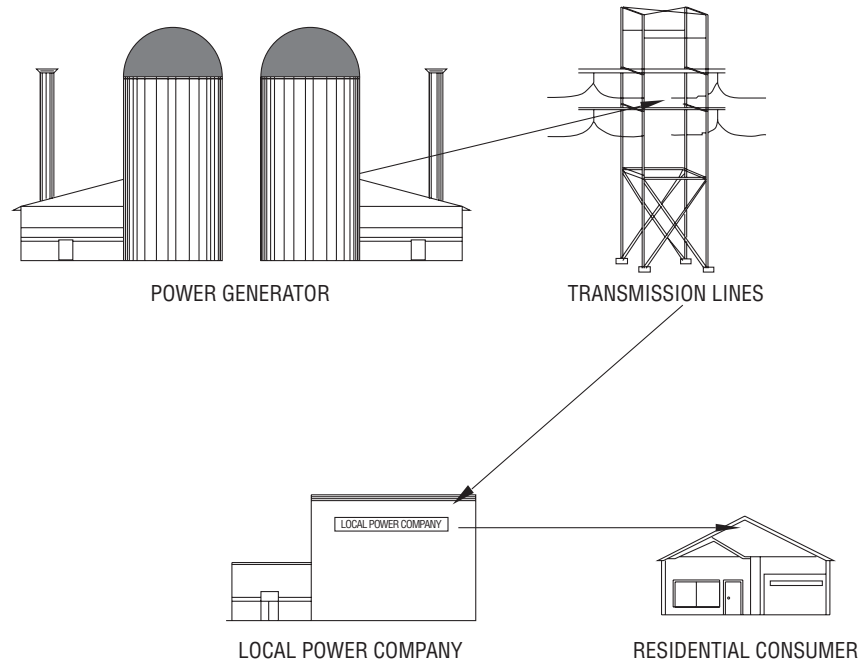 POWER GENERATOR
TRANSMISSION LINES
LOCAL POWER COMPANY
LOCAL POWER COMPANY
RESIDENTIAL CONSUMER